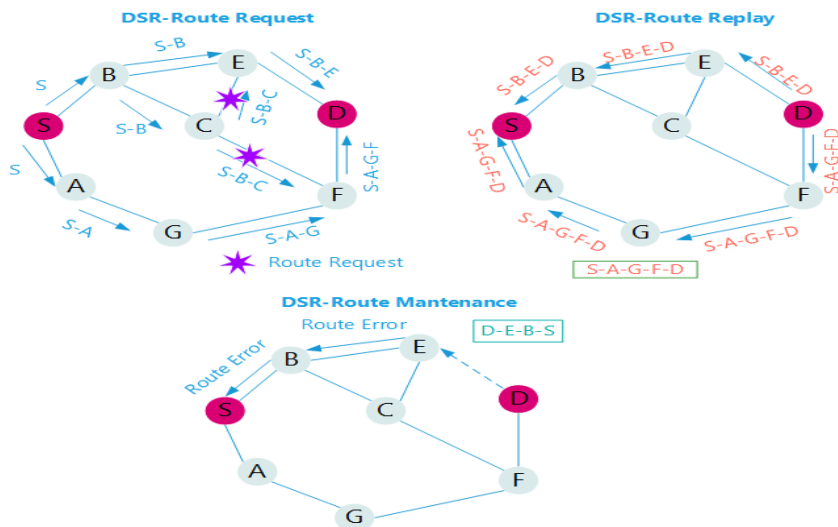 DSR-Route Request
S-B
S
B
E
S-B-E
S-B-C
S
C
D
S-B
S
S-B-C
S-A-G-F
A
F
S-A
G
S-A-G
Route Request
DSR-Route Replay
S-B-E-D
E
S-B-E-D
B
S-B-E-D
S
C
D
S-A-G-F-D
S-A-G-F-D
A
F
S-A-G-F-D
G
S-A-G-F-D
S-A-G-F-D
DSR-Route Mantenance
Route Error
D-E-B-S
E
B
Route Error
S
C
D
A
F
G